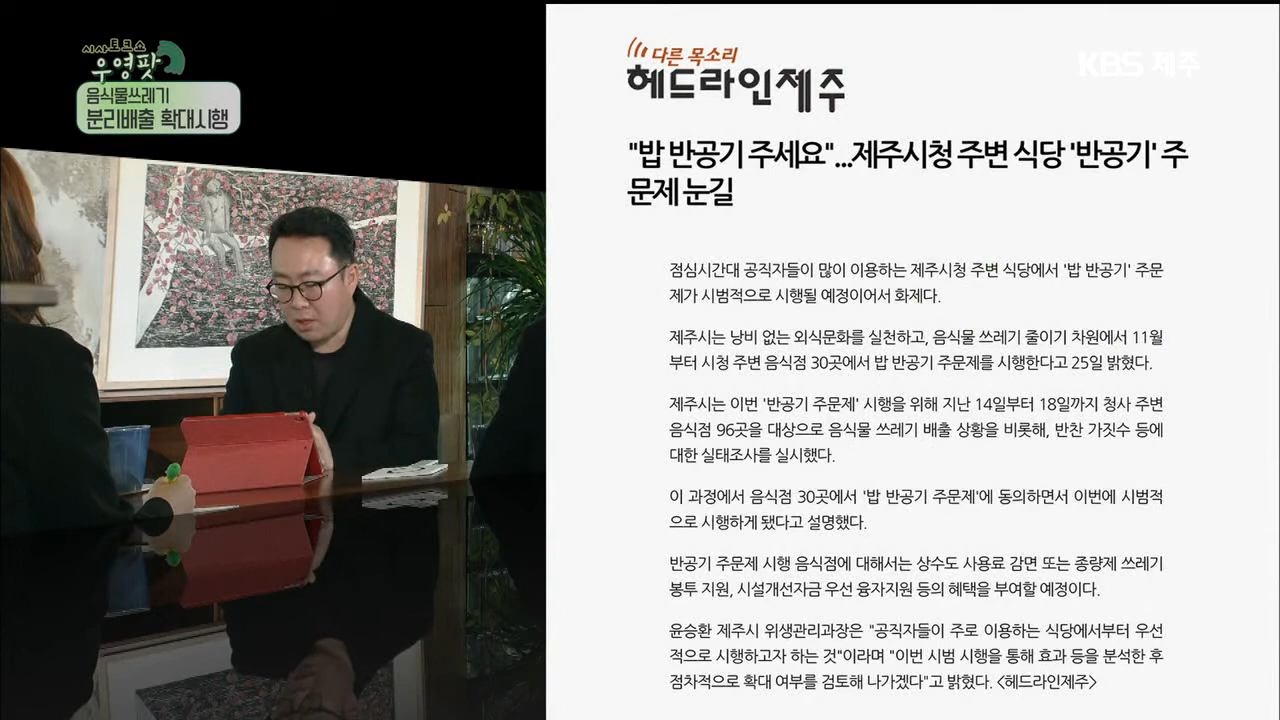 시사토크쇼
우영팟
음식물쓰레기
분리배출 확대시행
다른 목소리
헤드라인제주
KBS 제주
"밥 반공기 주세요"...제주시청 주변 식당 '반공기' 주
문제 눈길
점심시간대 공직자들이 많이 이용하는 제주시청 주변 식당에서 '밥 반공기' 주문
제가 시범적으로 시행될 예정이어서 화제다.
제주시는 낭비 없는 외식문화를 실천하고, 음식물 쓰레기 줄이기 차원에서 11월
부터 시청 주변 음식점 30곳에서 밥 반공기 주문제를 시행한다고 25일 밝혔다.
제주시는 이번 '반공기 주문제' 시행을 위해 지난 14일부터 18일까지 청사 주변
음식점 96곳을 대상으로 음식물 쓰레기 배출 상황을 비롯해, 반찬 가짓수 등에
대한 실태조사를 실시했다.
이 과정에서 음식점 30곳에서 '밥 반공기 주문제'에 동의하면서 이번에 시범적
으로 시행하게 됐다고 설명했다.
반공기 주문제 시행 음식점에 대해서는 상수도 사용료 감면 또는 종량제 쓰레기
봉투 지원, 시설개선자금 우선 융자지원 등의 혜택을 부여할 예정이다.
윤승환 제주시 위생관리과장은 "공직자들이 주로 이용하는 식당에서부터 우선
적으로 시행하고자 하는 것"이라며 "이번 시범 시행을 통해 효과 등을 분석한 후
점차적으로 확대 여부를 검토해 나가겠다"고 밝혔다. <헤드라인제주>